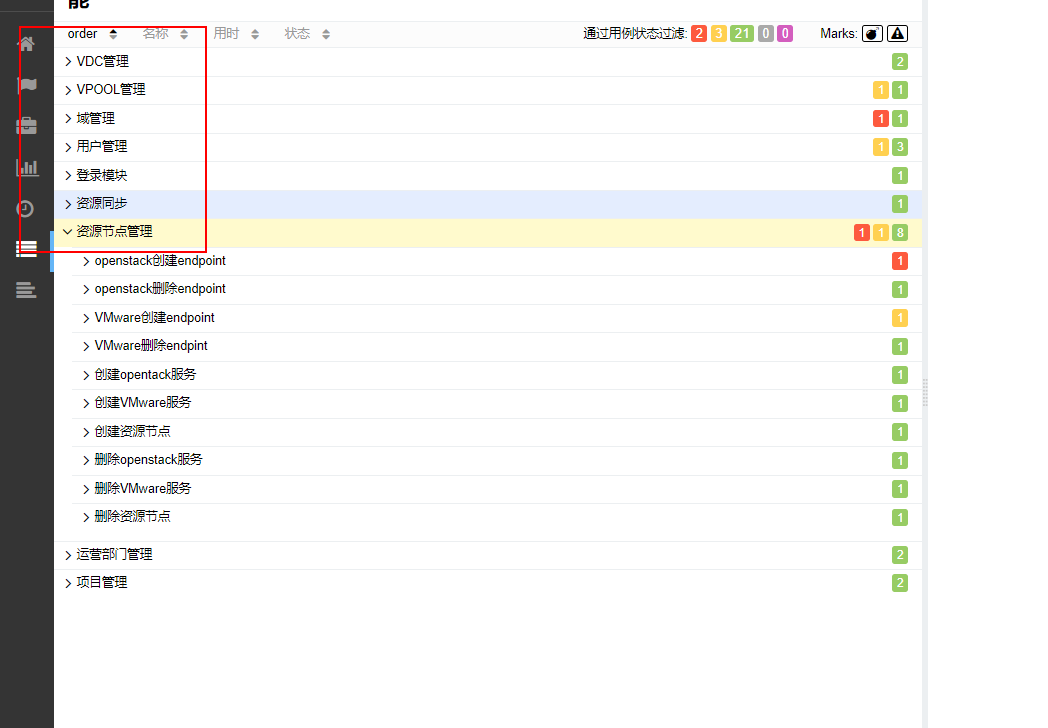 能
order 名称 用时 状态 通过用例状态过滤: 2 3 21 0 0 Marks:
VDC管理 2
VPOOL管理 1 1
域管理 1 1
用户管理 1 3
登录模块 1
资源同步 1
资源节点管理 1 1 8
openstack创建endpoint 1
openstack删除endpoint 1
VMware创建endpoint 1
VMware删除endpint 1
创建opentack服务 1
创建VMware服务 1
创建资源节点 1
删除openstack服务 1
删除VMware服务 1
删除资源节点 1
运营部门管理 2
项目管理 2